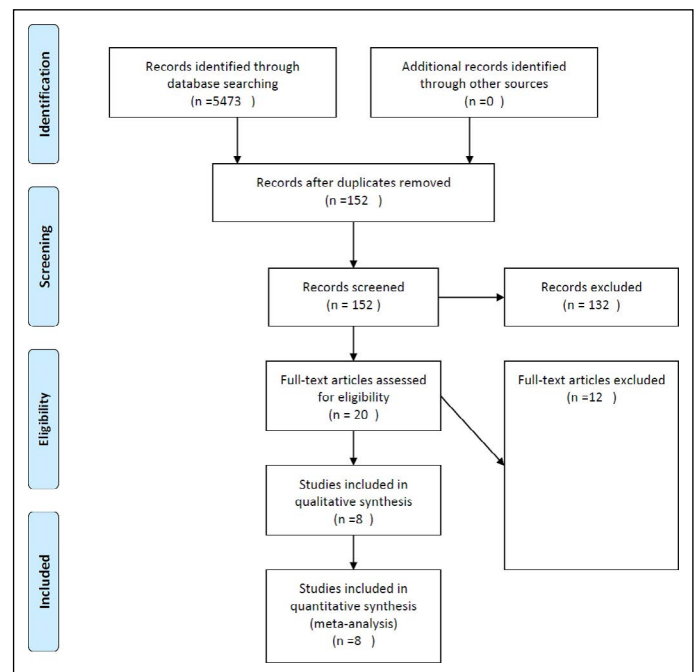 Identification
Records identified through
database searching
(n =5473   )
Additional records identified
through other sources
(n =0   )
Records after duplicates removed
(n =152   )
Screening
Records screened
(n = 152 )
Records excluded
(n = 132  )
Eligibility
Full-text articles assessed
for eligibility
(n = 20  )
Full-text articles excluded
(n =12   )
Studies included in
qualitative synthesis
(n =8   )
Included
Studies included in
quantitative synthesis
(meta-analysis)
(n =8   )